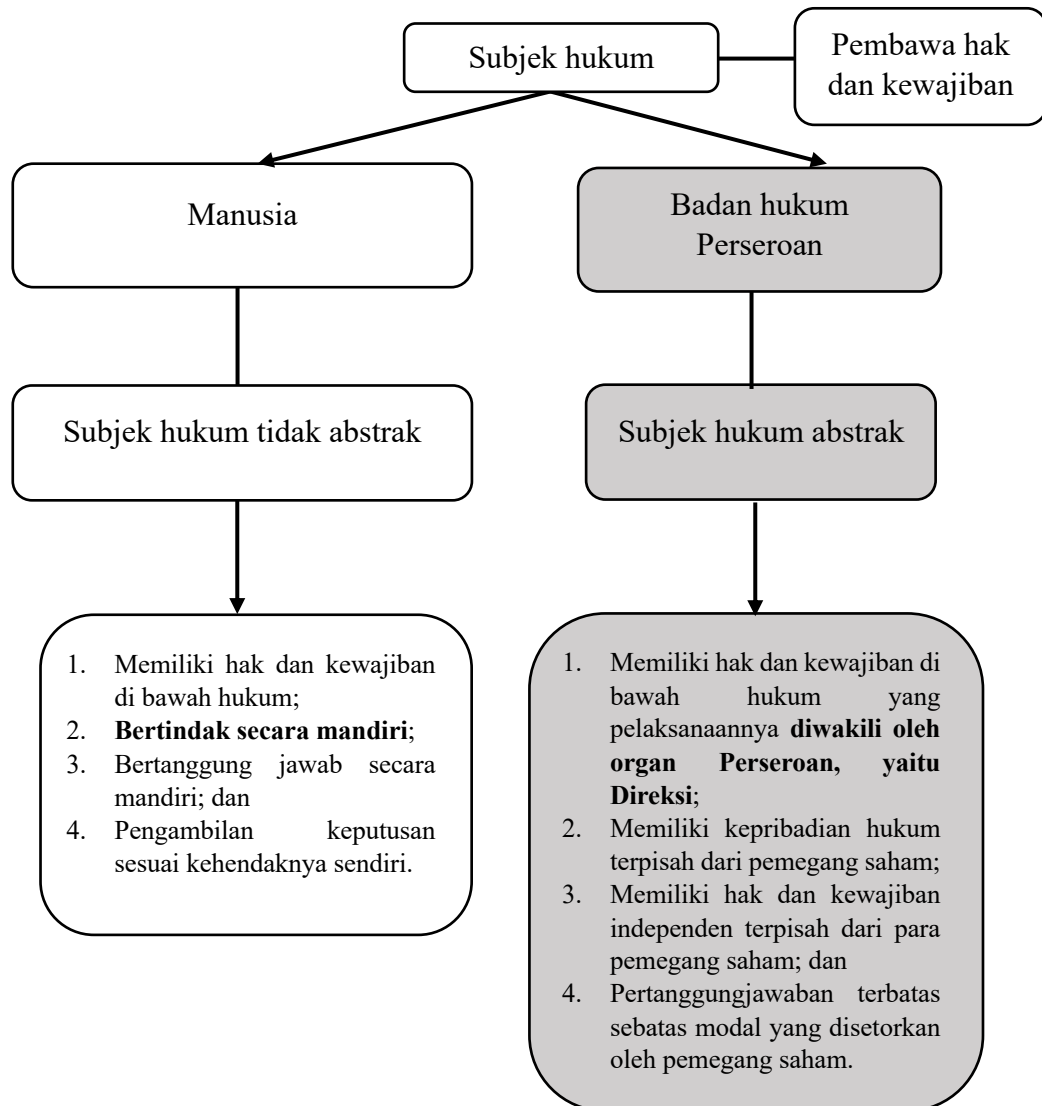 Subjek hukum
Pembawa hak
dan kewajiban
Manusia
Badan hukum
Perseroan
Subjek hukum tidak abstrak
Subjek hukum abstrak
1. Memiliki hak dan kewajiban
di bawah hukum;
2. Bertindak secara mandiri;
3. Bertanggung jawab secara
mandiri; dan
4. Pengambilan keputusan
sesuai kehendaknya sendiri.
1. Memiliki hak dan kewajiban di
bawah hukum yang
pelaksanaannya diwakili oleh
organ Perseroan, yaitu
Direksi;
2. Memiliki kepribadian hukum
terpisah dari pemegang saham;
3. Memiliki hak dan kewajiban
independen terpisah dari para
pemegang saham; dan
4. Pertanggungjawaban terbatas
sebatas modal yang disetorkan
oleh pemegang saham.